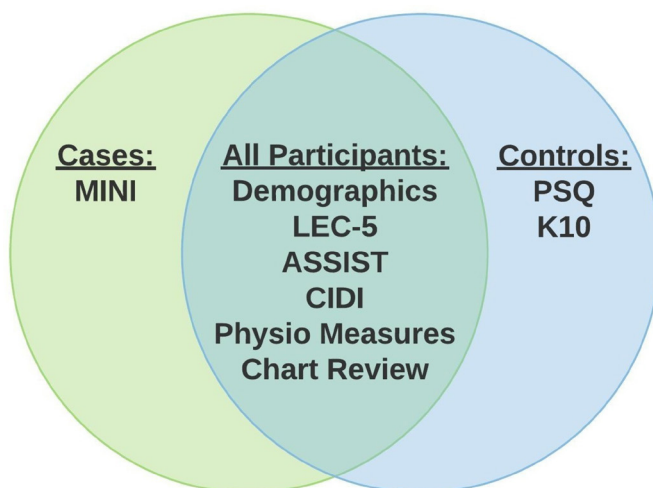 Cases:
MINI
All Participants:
Demographics
LEC-5
ASSIST
CIDI
Physio Measures
Chart Review
Controls:
PSQ
K10